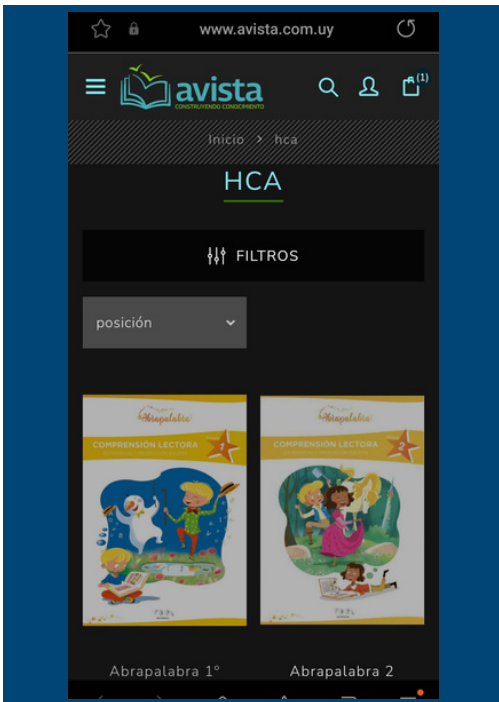 www.avista.com.uy
avista
CONSTRUYENDO CONOCIMIENTO
(1)
Inicio > hca
HCA
FILTROS
posición
Abrapalabra
COMPRENSIÓN LECTORA
1
Abrapalabra
COMPRENSIÓN LECTORA
2
Abrapalabra 1°
Abrapalabra 2